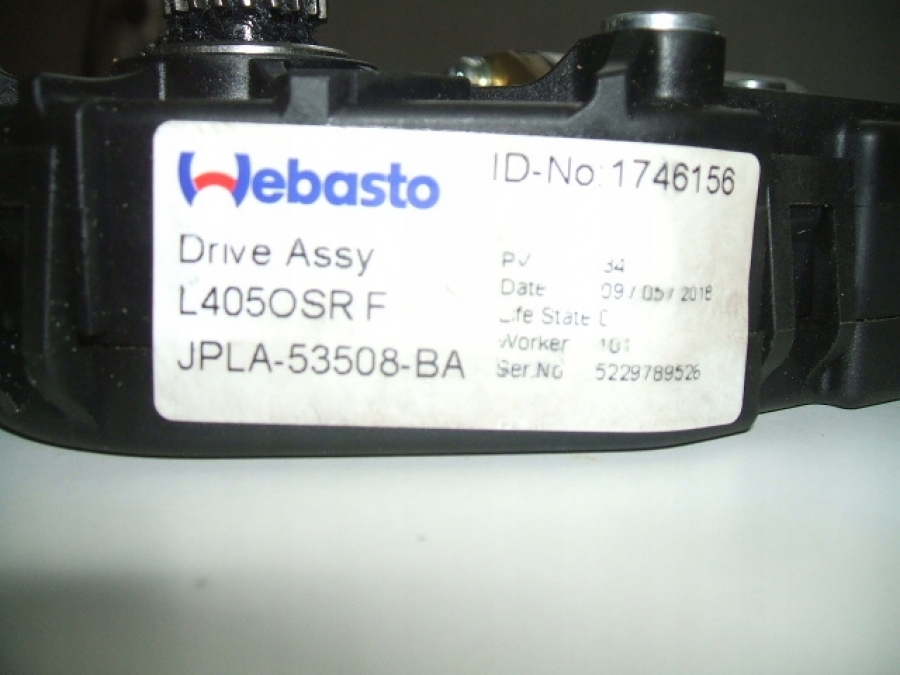 Webasto
Drive Assy
L405OSR F
JPLA-53508-BA
ID-No: 1746156
PV 34
Date 09 / 05 / 2018
Life State C
Worker 101
Ser.No 5229789526